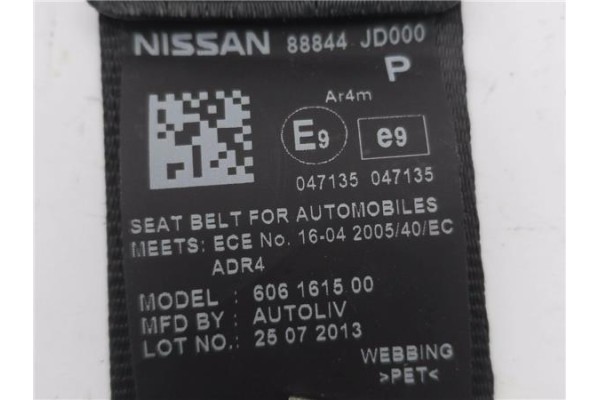 NISSAN 88844 JD000
P
Ar4m
E9 e9
047135 047135
SEAT BELT FOR AUTOMOBILES
MEETS: ECE No. 16-04 2005/40/EC
ADR4
MODEL : 606 1615 00
MFD BY : AUTOLIV
LOT NO.: 25 07 2013
WEBBING
>PET<